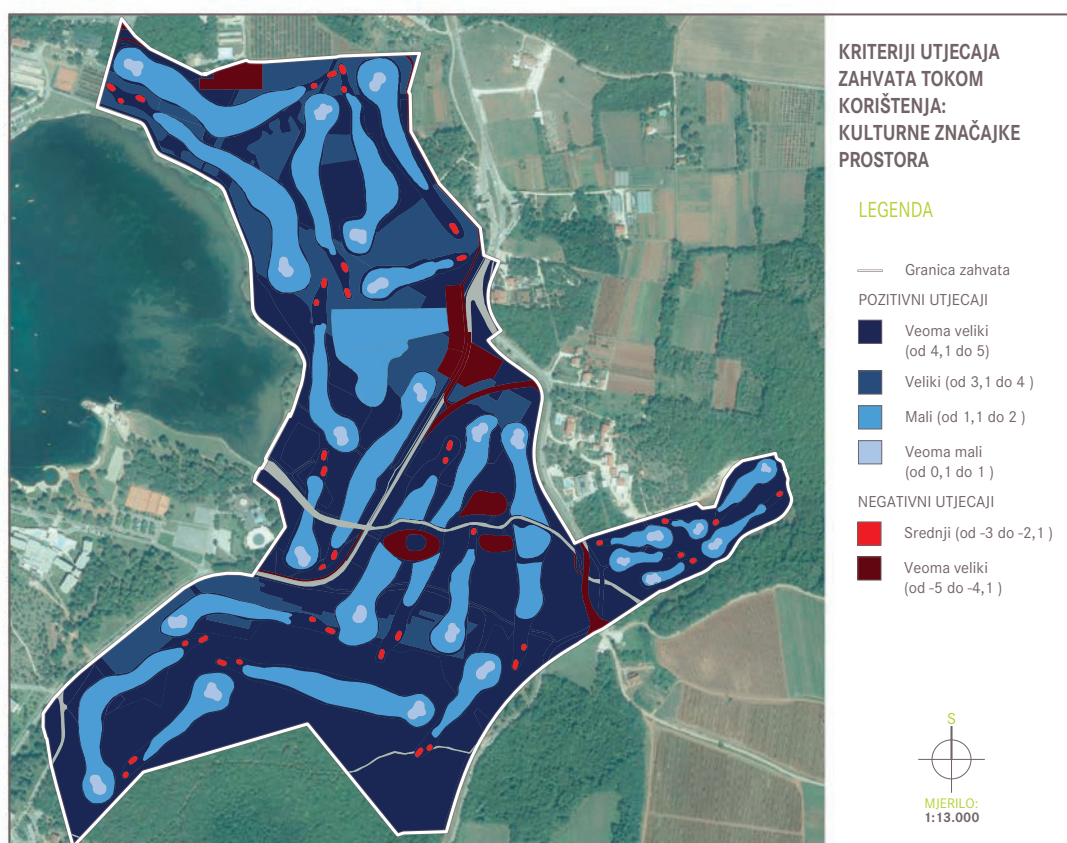 KRITERIJI UTJECAJA
ZAHVATA TOKOM
KORIŠTENJA:
KULTURNE ZNAČAJKE
PROSTORA
LEGENDA
Granica zahvata
POZITIVNI UTJECAJI
Veoma veliki
(od 4,1 do 5)
Veliki (od 3,1 do 4 )
Mali (od 1,1 do 2 )
Veoma mali
(od 0,1 do 1 )
NEGATIVNI UTJECAJI
Srednji (od -3 do -2,1 )
Veoma veliki
(od -5 do -4,1 )
S
MJERILO:
1:13.000